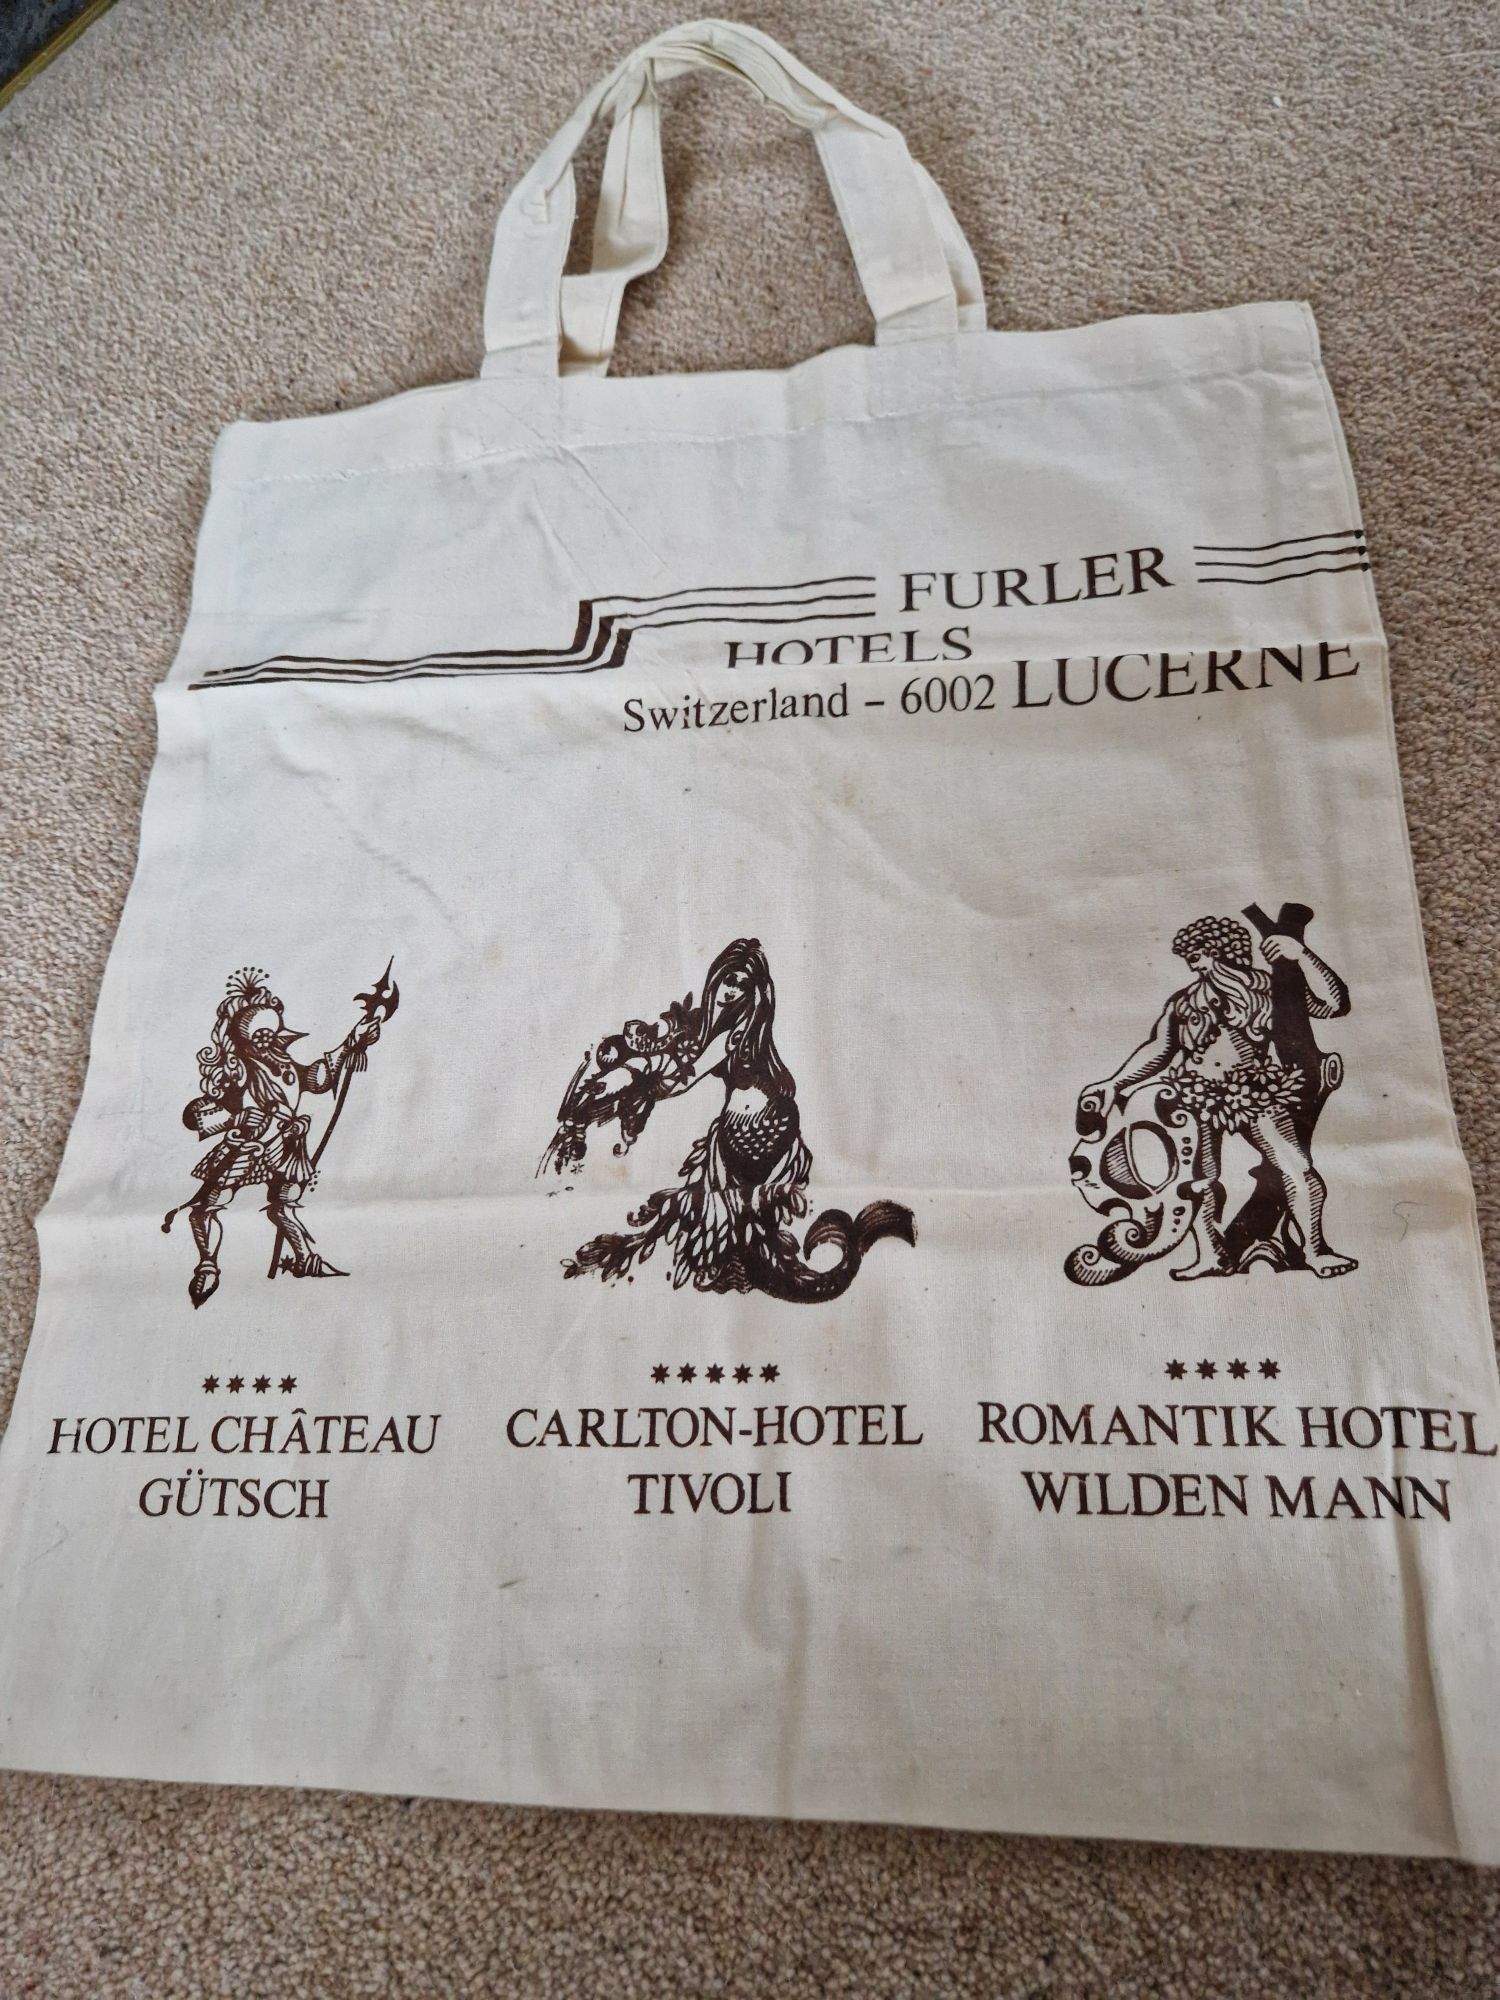 FURLER
HOTELS
Switzerland - 6002 LUCERNE
****
HOTEL CHÂTEAU
GÜTSCH
*****
CARLTON-HOTEL
TIVOLI
****
ROMANTIK HOTEL
WILDEN MANN